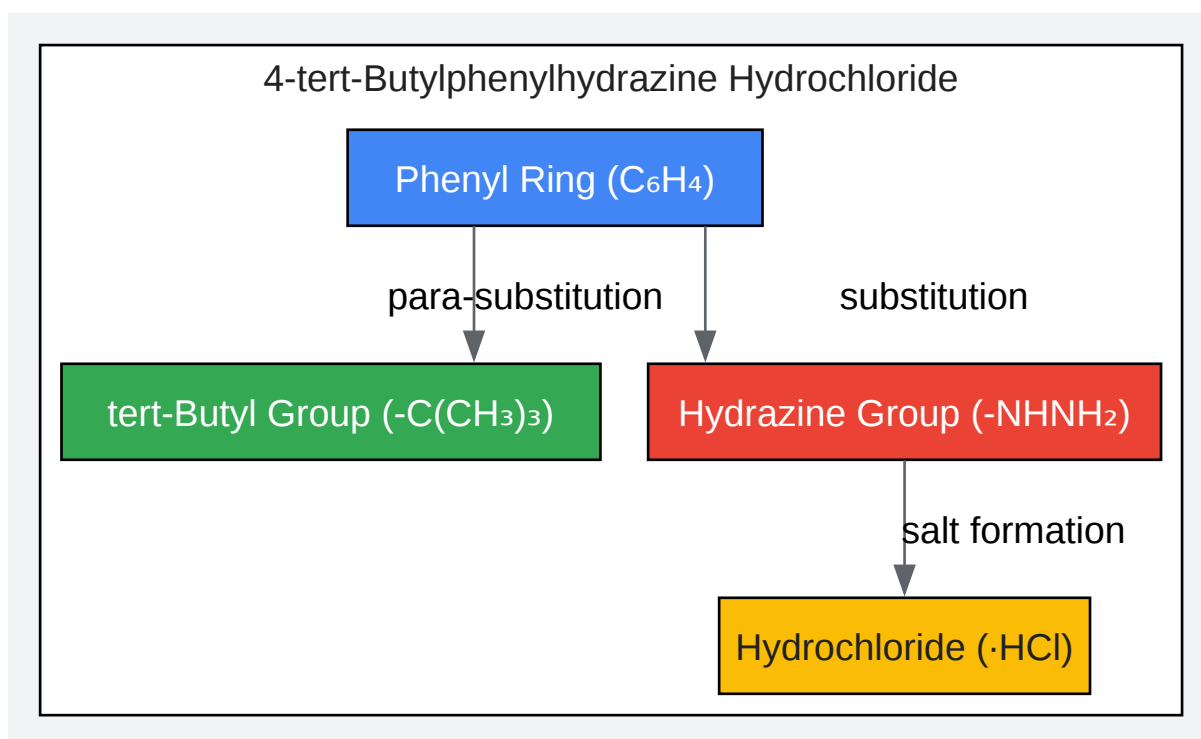 4-tert-Butylphenylhydrazine Hydrochloride
Phenyl Ring (C₆H₄)
para-substitution
substitution
tert-Butyl Group (-C(CH₃)₃)
Hydrazine Group (-NHNH₂)
salt formation
Hydrochloride (·HCl)